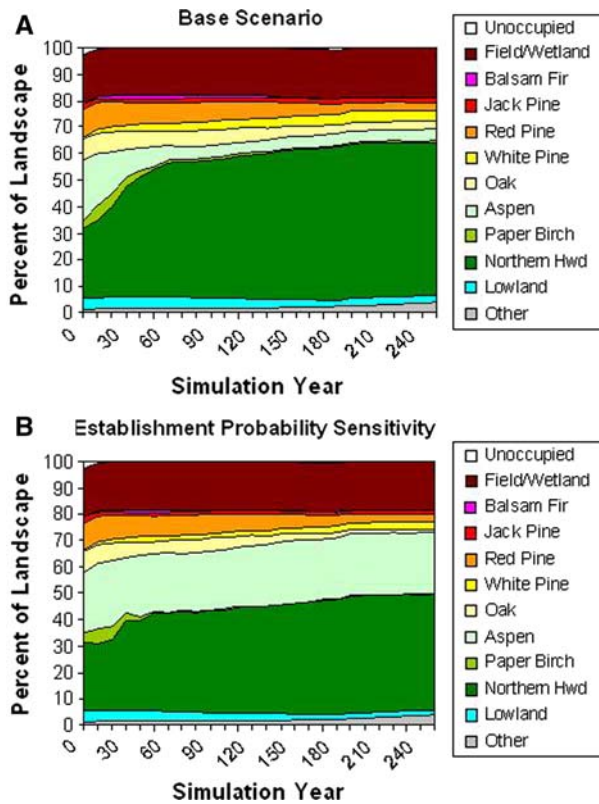 A
Base Scenario
Percent of Landscape
100
90
80
70
60
50
40
30
20
10
0
0 30 60 90 120 150 180 210 240
Simulation Year
Unoccupied
Field/Wetland
Balsam Fir
Jack Pine
Red Pine
White Pine
Oak
Aspen
Paper Birch
Northern Hwd
Lowland
Other
B
Establishment Probability Sensitivity
Percent of Landscape
100
90
80
70
60
50
40
30
20
10
0
0 30 60 90 120 150 180 210 240
Simulation Year
Unoccupied
Field/Wetland
Balsam Fir
Jack Pine
Red Pine
White Pine
Oak
Aspen
Paper Birch
Northern Hwd
Lowland
Other